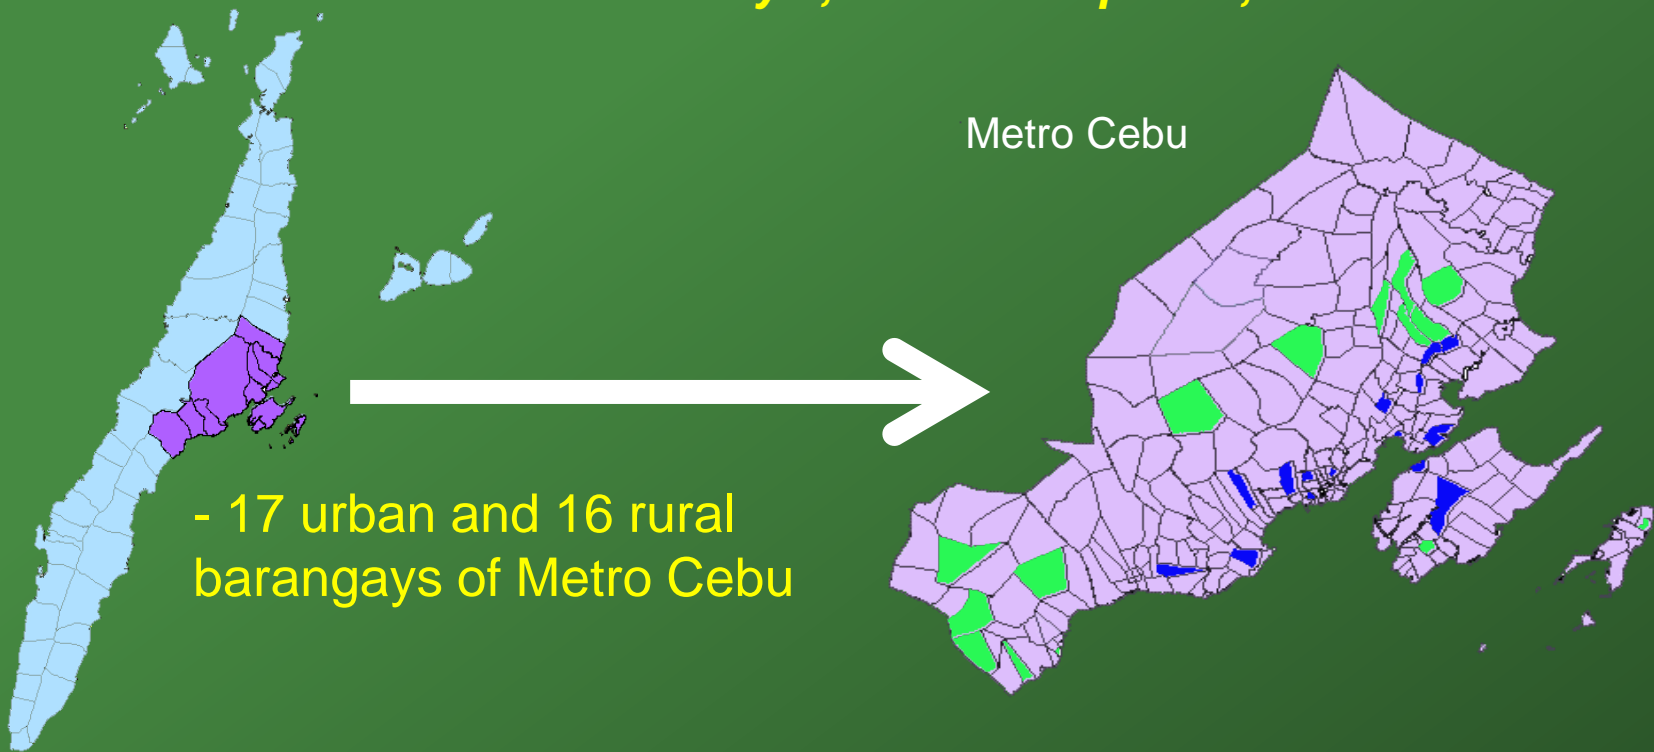 Metro Cebu
- 17 urban and 16 rural
barangays of Metro Cebu